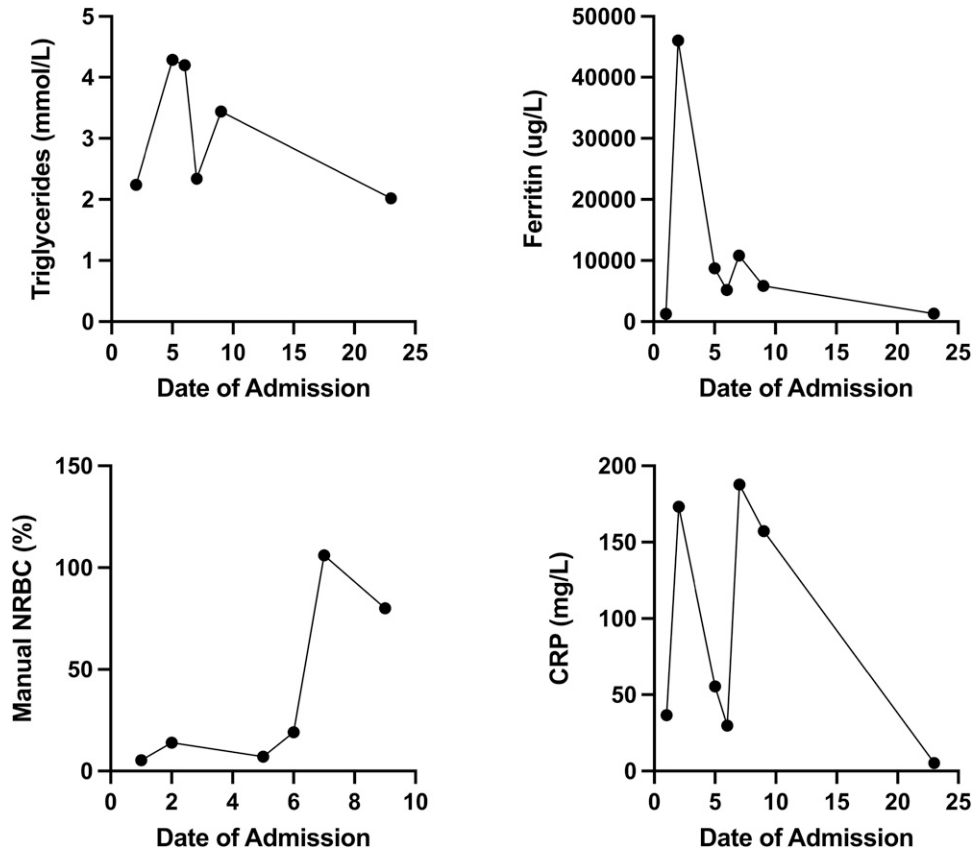 Triglycerides (mmol/L)
5
4
3
2
1
0
0 5 10 15 20 25
Date of Admission
Ferritin (ug/L)
50000
40000
30000
20000
10000
0
0 5 10 15 20 25
Date of Admission
Manual NRBC (%)
150
100
50
0
0 2 4 6 8 10
Date of Admission
CRP (mg/L)
200
150
100
50
0
0 5 10 15 20 25
Date of Admission